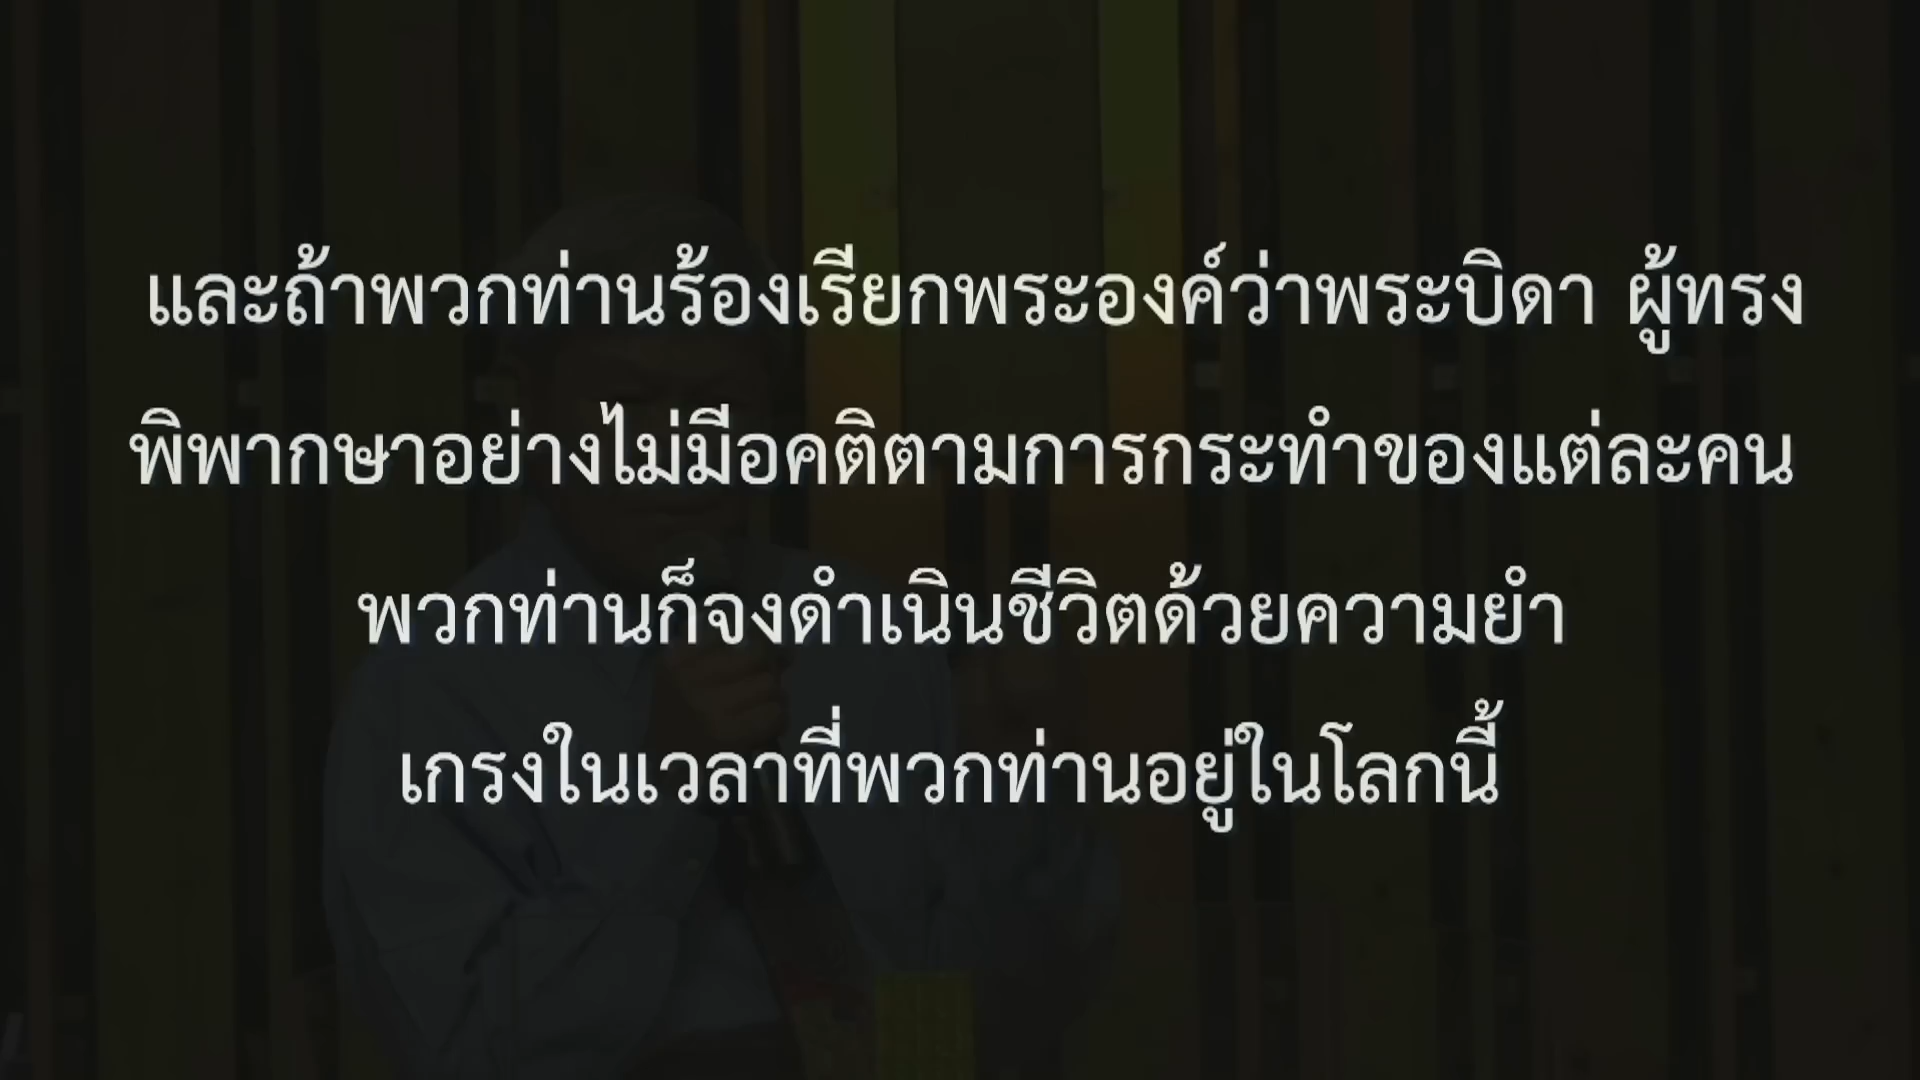 และถ้าพวกท่านร้องเรียกพระองค์ว่าพระบิดา ผู้ทรง
พิพากษาอย่างไม่มีอคติตามการกระทำของแต่ละคน
พวกท่านก็จงดำเนินชีวิตด้วยความยำ
เกรงในเวลาที่พวกท่านอยู่ในโลกนี้